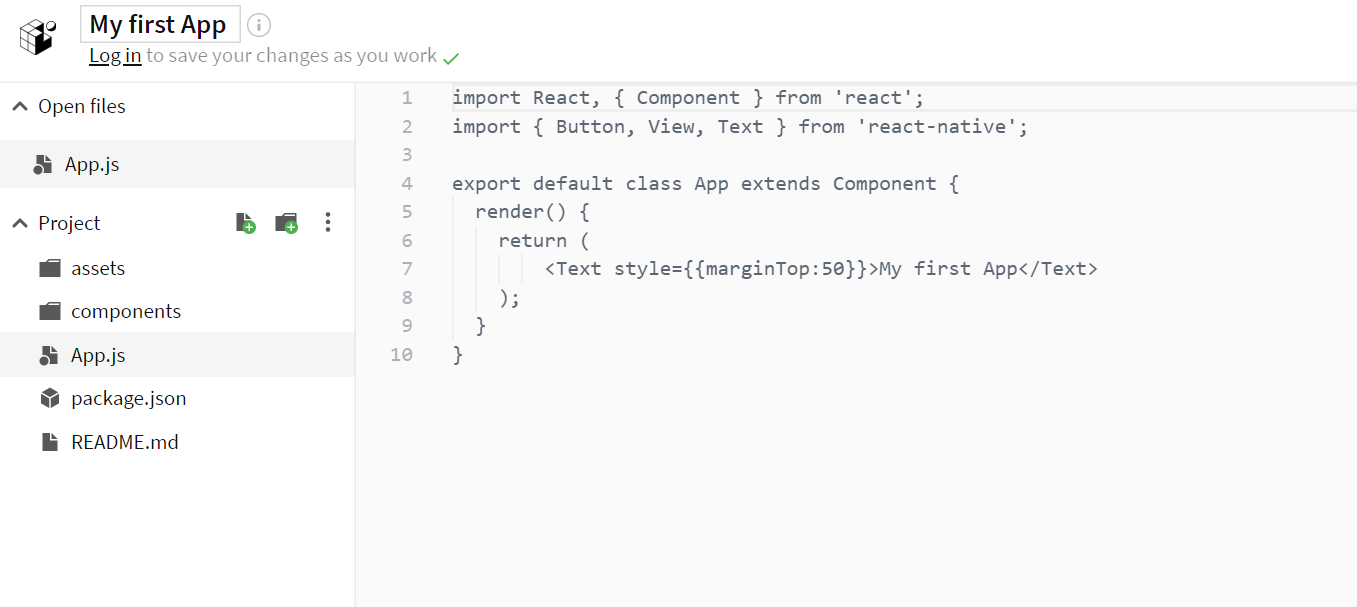 My first App
Log in to save your changes as you work
Open files
App.js
Project
assets
components
App.js
package.json
README.md
1 import React, { Component } from 'react';
2 import { Button, View, Text } from 'react-native';
3
4 export default class App extends Component {
5   render() {
6     return (
7         <Text style={{marginTop:50}}>My first App</Text>
8     );
9   }
10 }